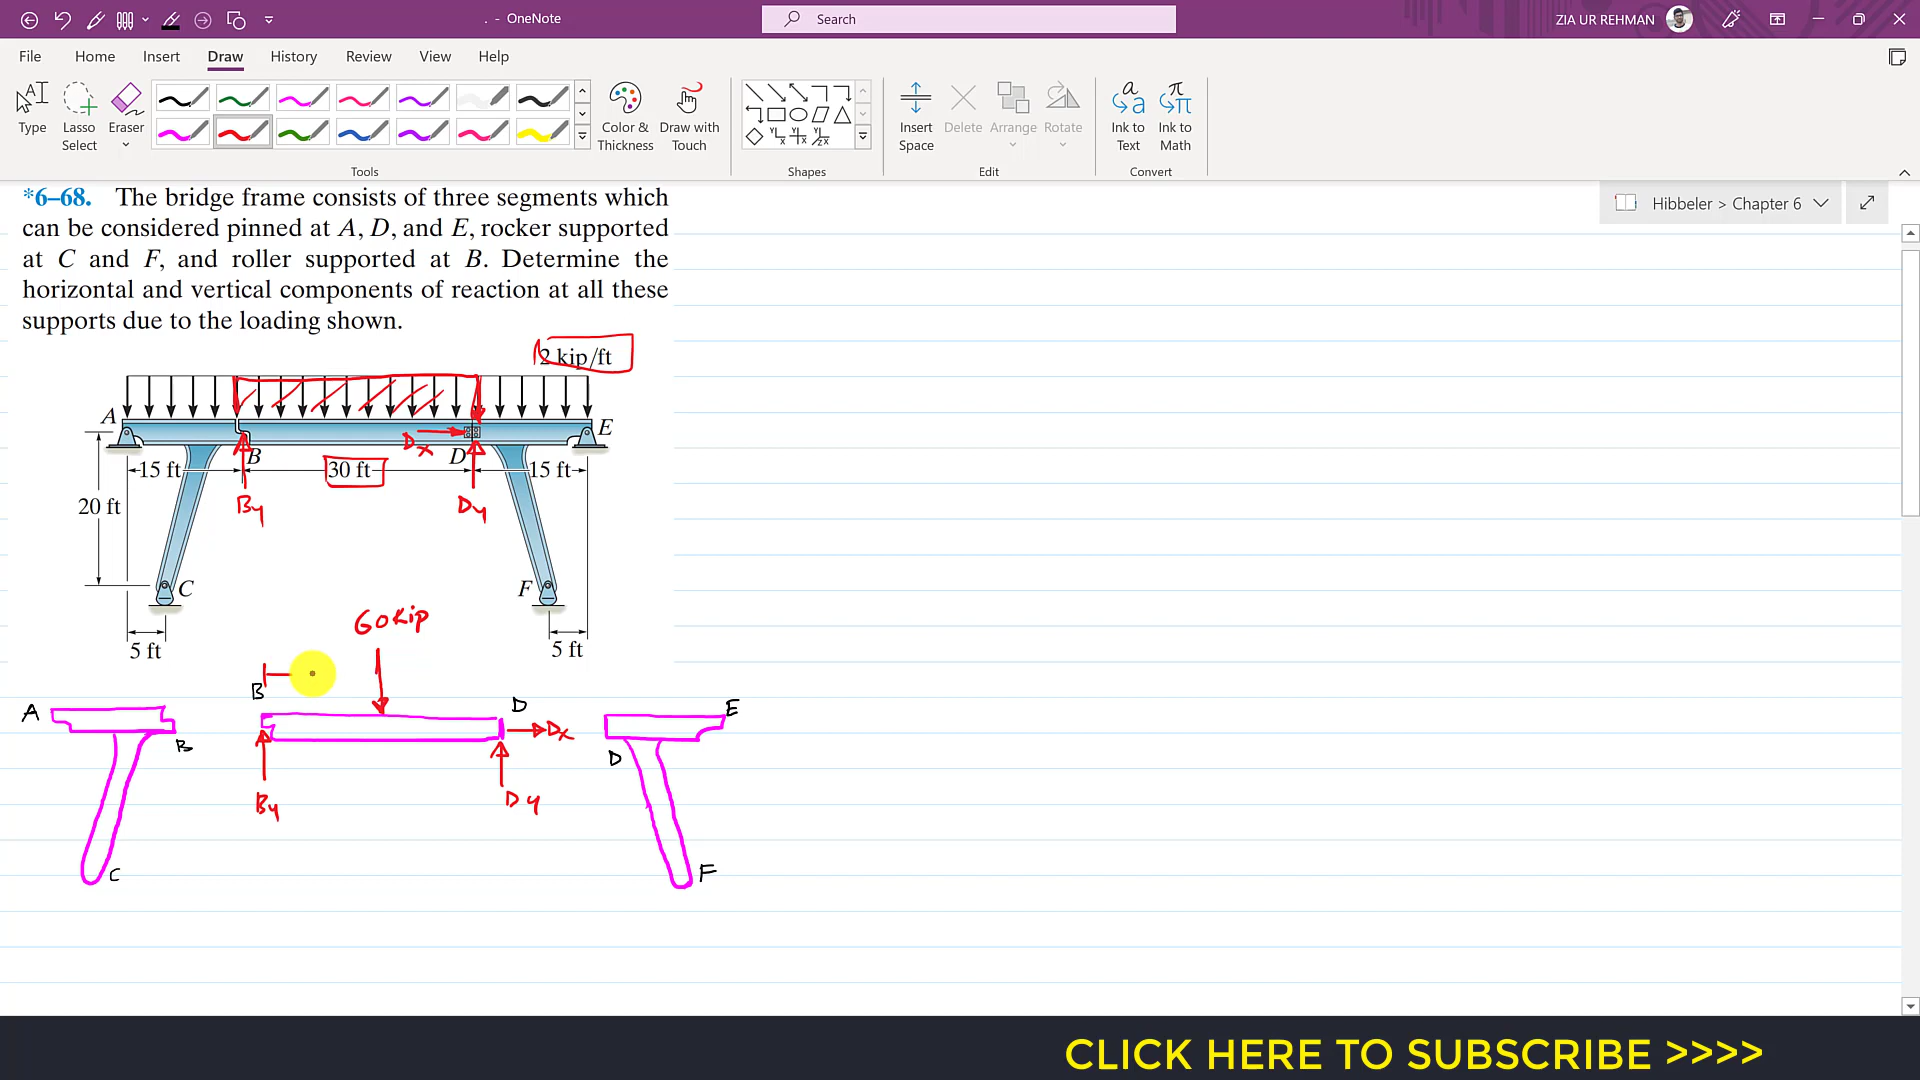 . - OneNote
Search
ZIA UR REHMAN
File Home Insert Draw History Review View Help
Type
Lasso Select
Eraser
Color & Thickness
Draw with Touch
Insert Space
Delete
Arrange
Rotate
Ink to Text
Ink to Math
Tools
Shapes
Edit
Convert
Hibbeler > Chapter 6
*6–68. The bridge frame consists of three segments which
can be considered pinned at A, D, and E, rocker supported
at C and F, and roller supported at B. Determine the
horizontal and vertical components of reaction at all these
supports due to the loading shown.
2 kip/ft
A
E
Dx
B
D
15 ft
30 ft
15 ft
20 ft
By
Dy
C
F
5 ft
5 ft
60 kip
B
D
A
E
B
Dx
D
By
Dy
C
F
CLICK HERE TO SUBSCRIBE >>>>